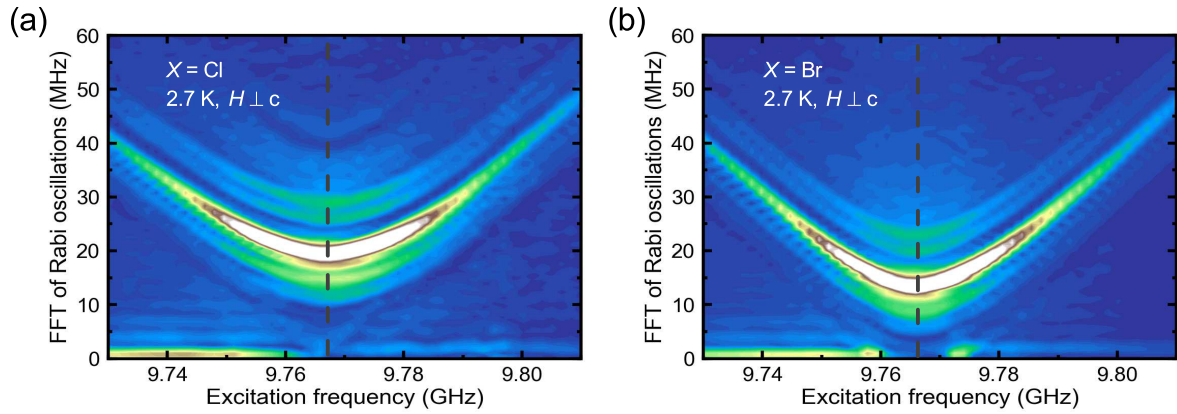 (a)
60
50
40
30
20
10
0
FFT of Rabi oscillations (MHz)
X = Cl
2.7 K, H ⊥ c
9.74
9.76
9.78
9.80
Excitation frequency (GHz)
(b)
60
50
40
30
20
10
0
FFT of Rabi oscillations (MHz)
X = Br
2.7 K, H ⊥ c
9.74
9.76
9.78
9.80
Excitation frequency (GHz)